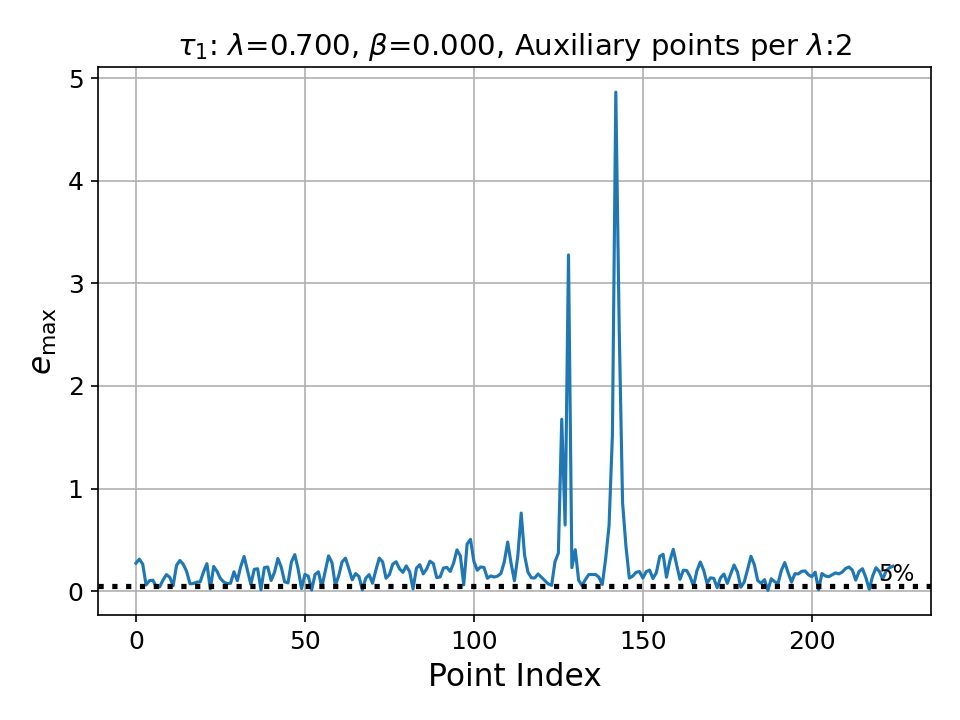 τ₁: λ=0.700, β=0.000, Auxiliary points per λ:2
5
4
3
2
1
0
e_max
5%
0 50 100 150 200
Point Index